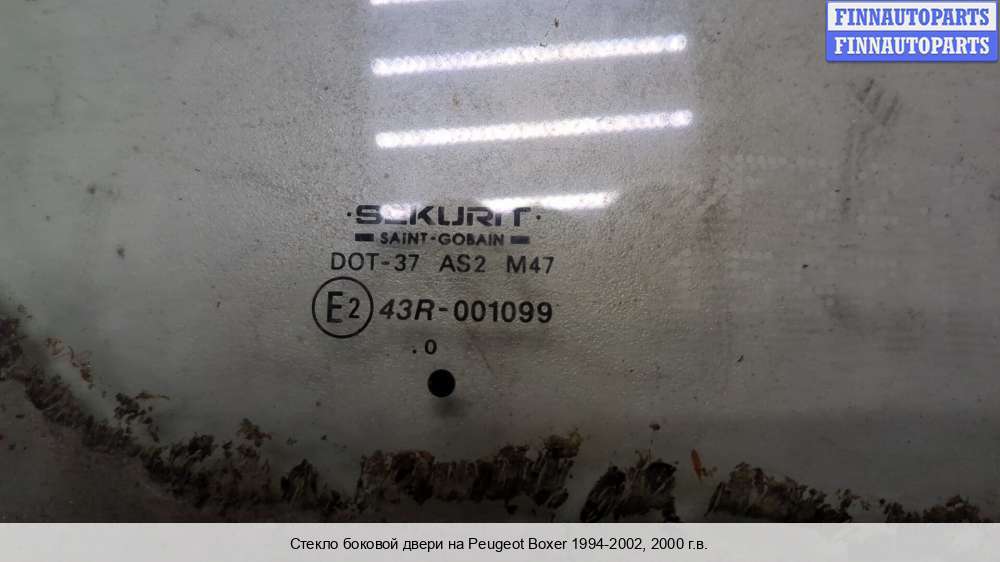 FINNAUTOPARTS
FINNAUTOPARTS
·SEKURIT·
SAINT-GOBAIN
DOT-37 AS2 M47
E2 43R-001099
.0
Стекло боковой двери на Peugeot Boxer 1994-2002, 2000 г.в.